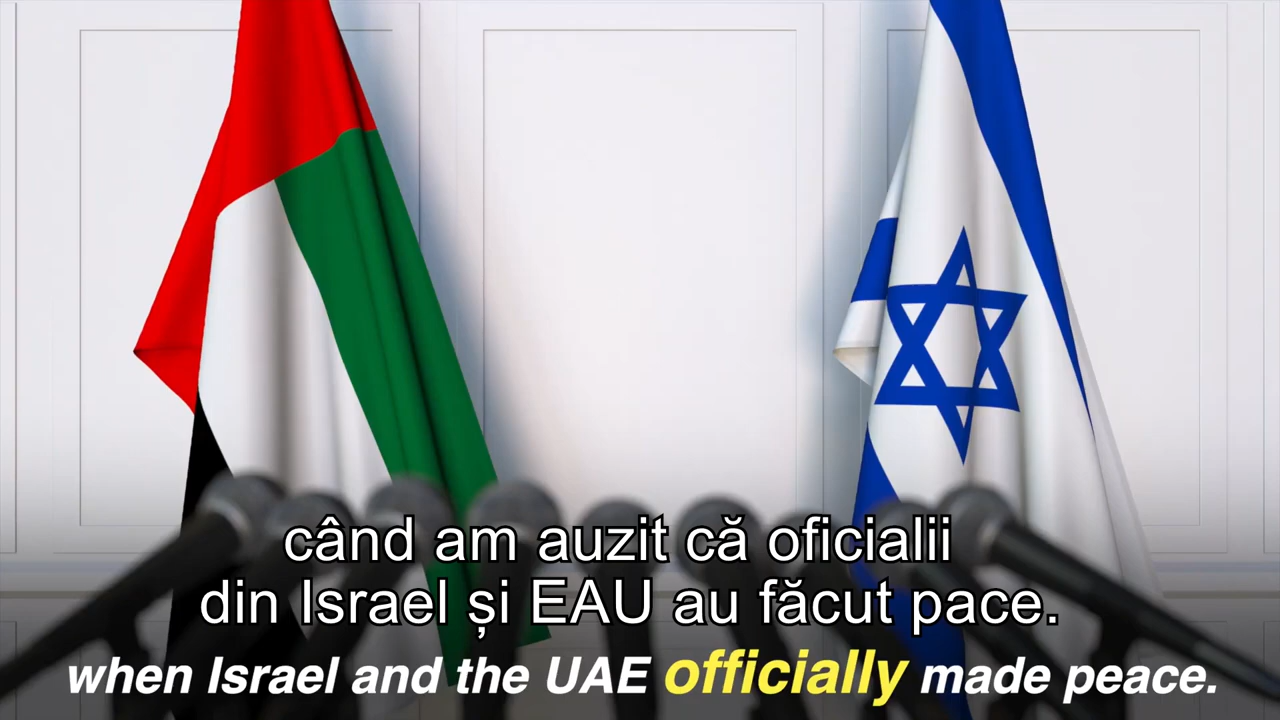 când am auzit că oficialii
din Israel și EAU au făcut pace.
when Israel and the UAE officially made peace.